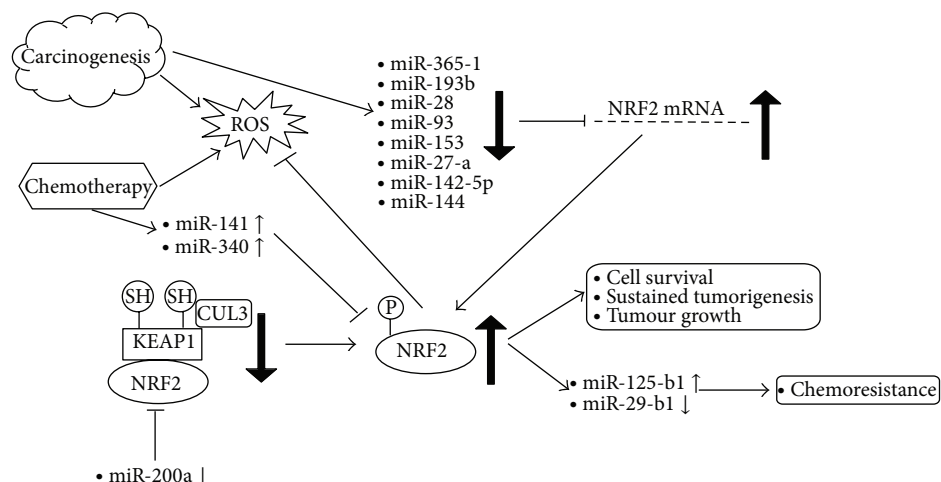 Carcinogenesis
ROS
Chemotherapy
• miR-365-1
• miR-193b
• miR-28
• miR-93
• miR-153
• miR-27-a
• miR-142-5p
• miR-144
NRF2 mRNA
• miR-141 ↑
• miR-340 ↑
SH
SH
CUL3
KEAP1
NRF2
• miR-200a ↓
P
NRF2
• Cell survival
• Sustained tumorigenesis
• Tumour growth
• miR-125-b1 ↑
• miR-29-b1 ↓
• Chemoresistance